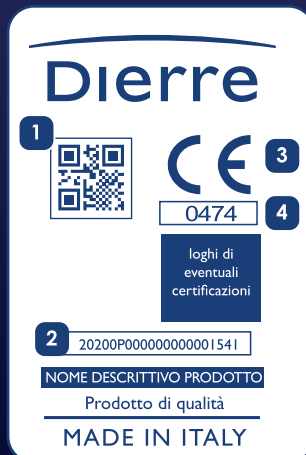 Dierre
1
CE
3
0474
4
loghi di
eventuali
certificazioni
2
20200P000000000001541
NOME DESCRITTIVO PRODOTTO
Prodotto di qualità
MADE IN ITALY